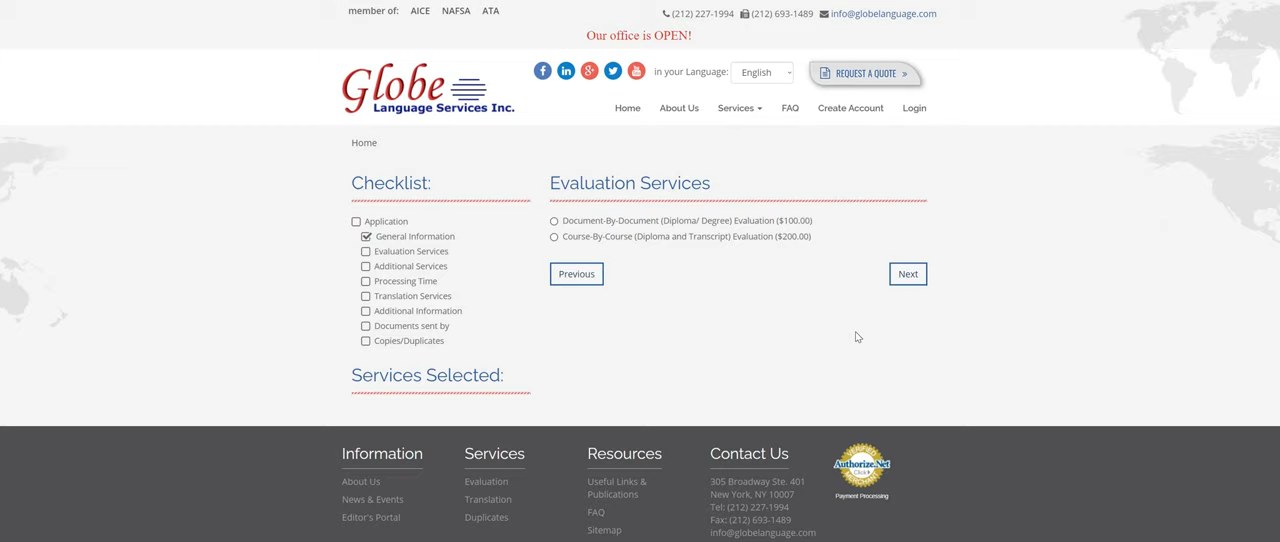 member of: AICE NAFSA ATA
(212) 227-1994 (212) 693-1489 info@globelanguage.com
Our office is OPEN!
Globe
Language Services Inc.
in your Language: English
REQUEST A QUOTE »
Home About Us Services FAQ Create Account Login
Home
Checklist:
Application
General Information
Evaluation Services
Additional Services
Processing Time
Translation Services
Additional Information
Documents sent by
Copies/Duplicates
Services Selected:
Evaluation Services
Document-By-Document (Diploma/ Degree) Evaluation ($100.00)
Course-By-Course (Diploma and Transcript) Evaluation ($200.00)
Previous Next
Information
About Us
News & Events
Editor's Portal
Services
Evaluation
Translation
Duplicates
Resources
Useful Links &
Publications
FAQ
Sitemap
Contact Us
305 Broadway Ste. 401
New York, NY 10007
Tel: (212) 227-1994
Fax: (212) 693-1489
info@globelanguage.com
Authorize.Net
Click
Payment Processing